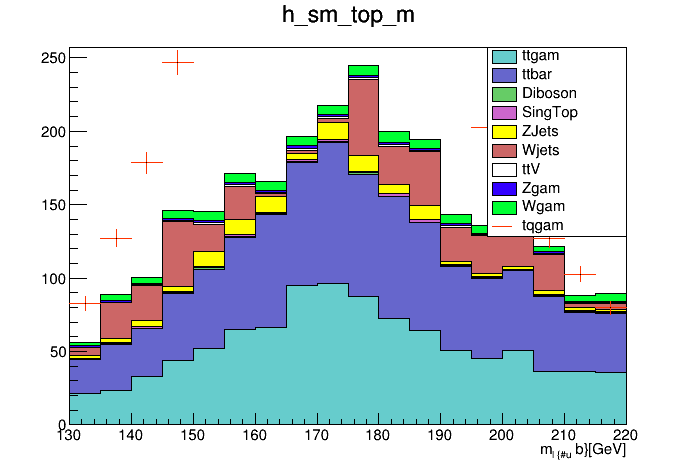 h_sm_top_m
250
200
150
100
50
0
ttgam
ttbar
Diboson
SingTop
ZJets
Wjets
ttV
Zgam
Wgam
tqgam
130 140 150 160 170 180 190 200 210 220
m_{l {#u b}[GeV]